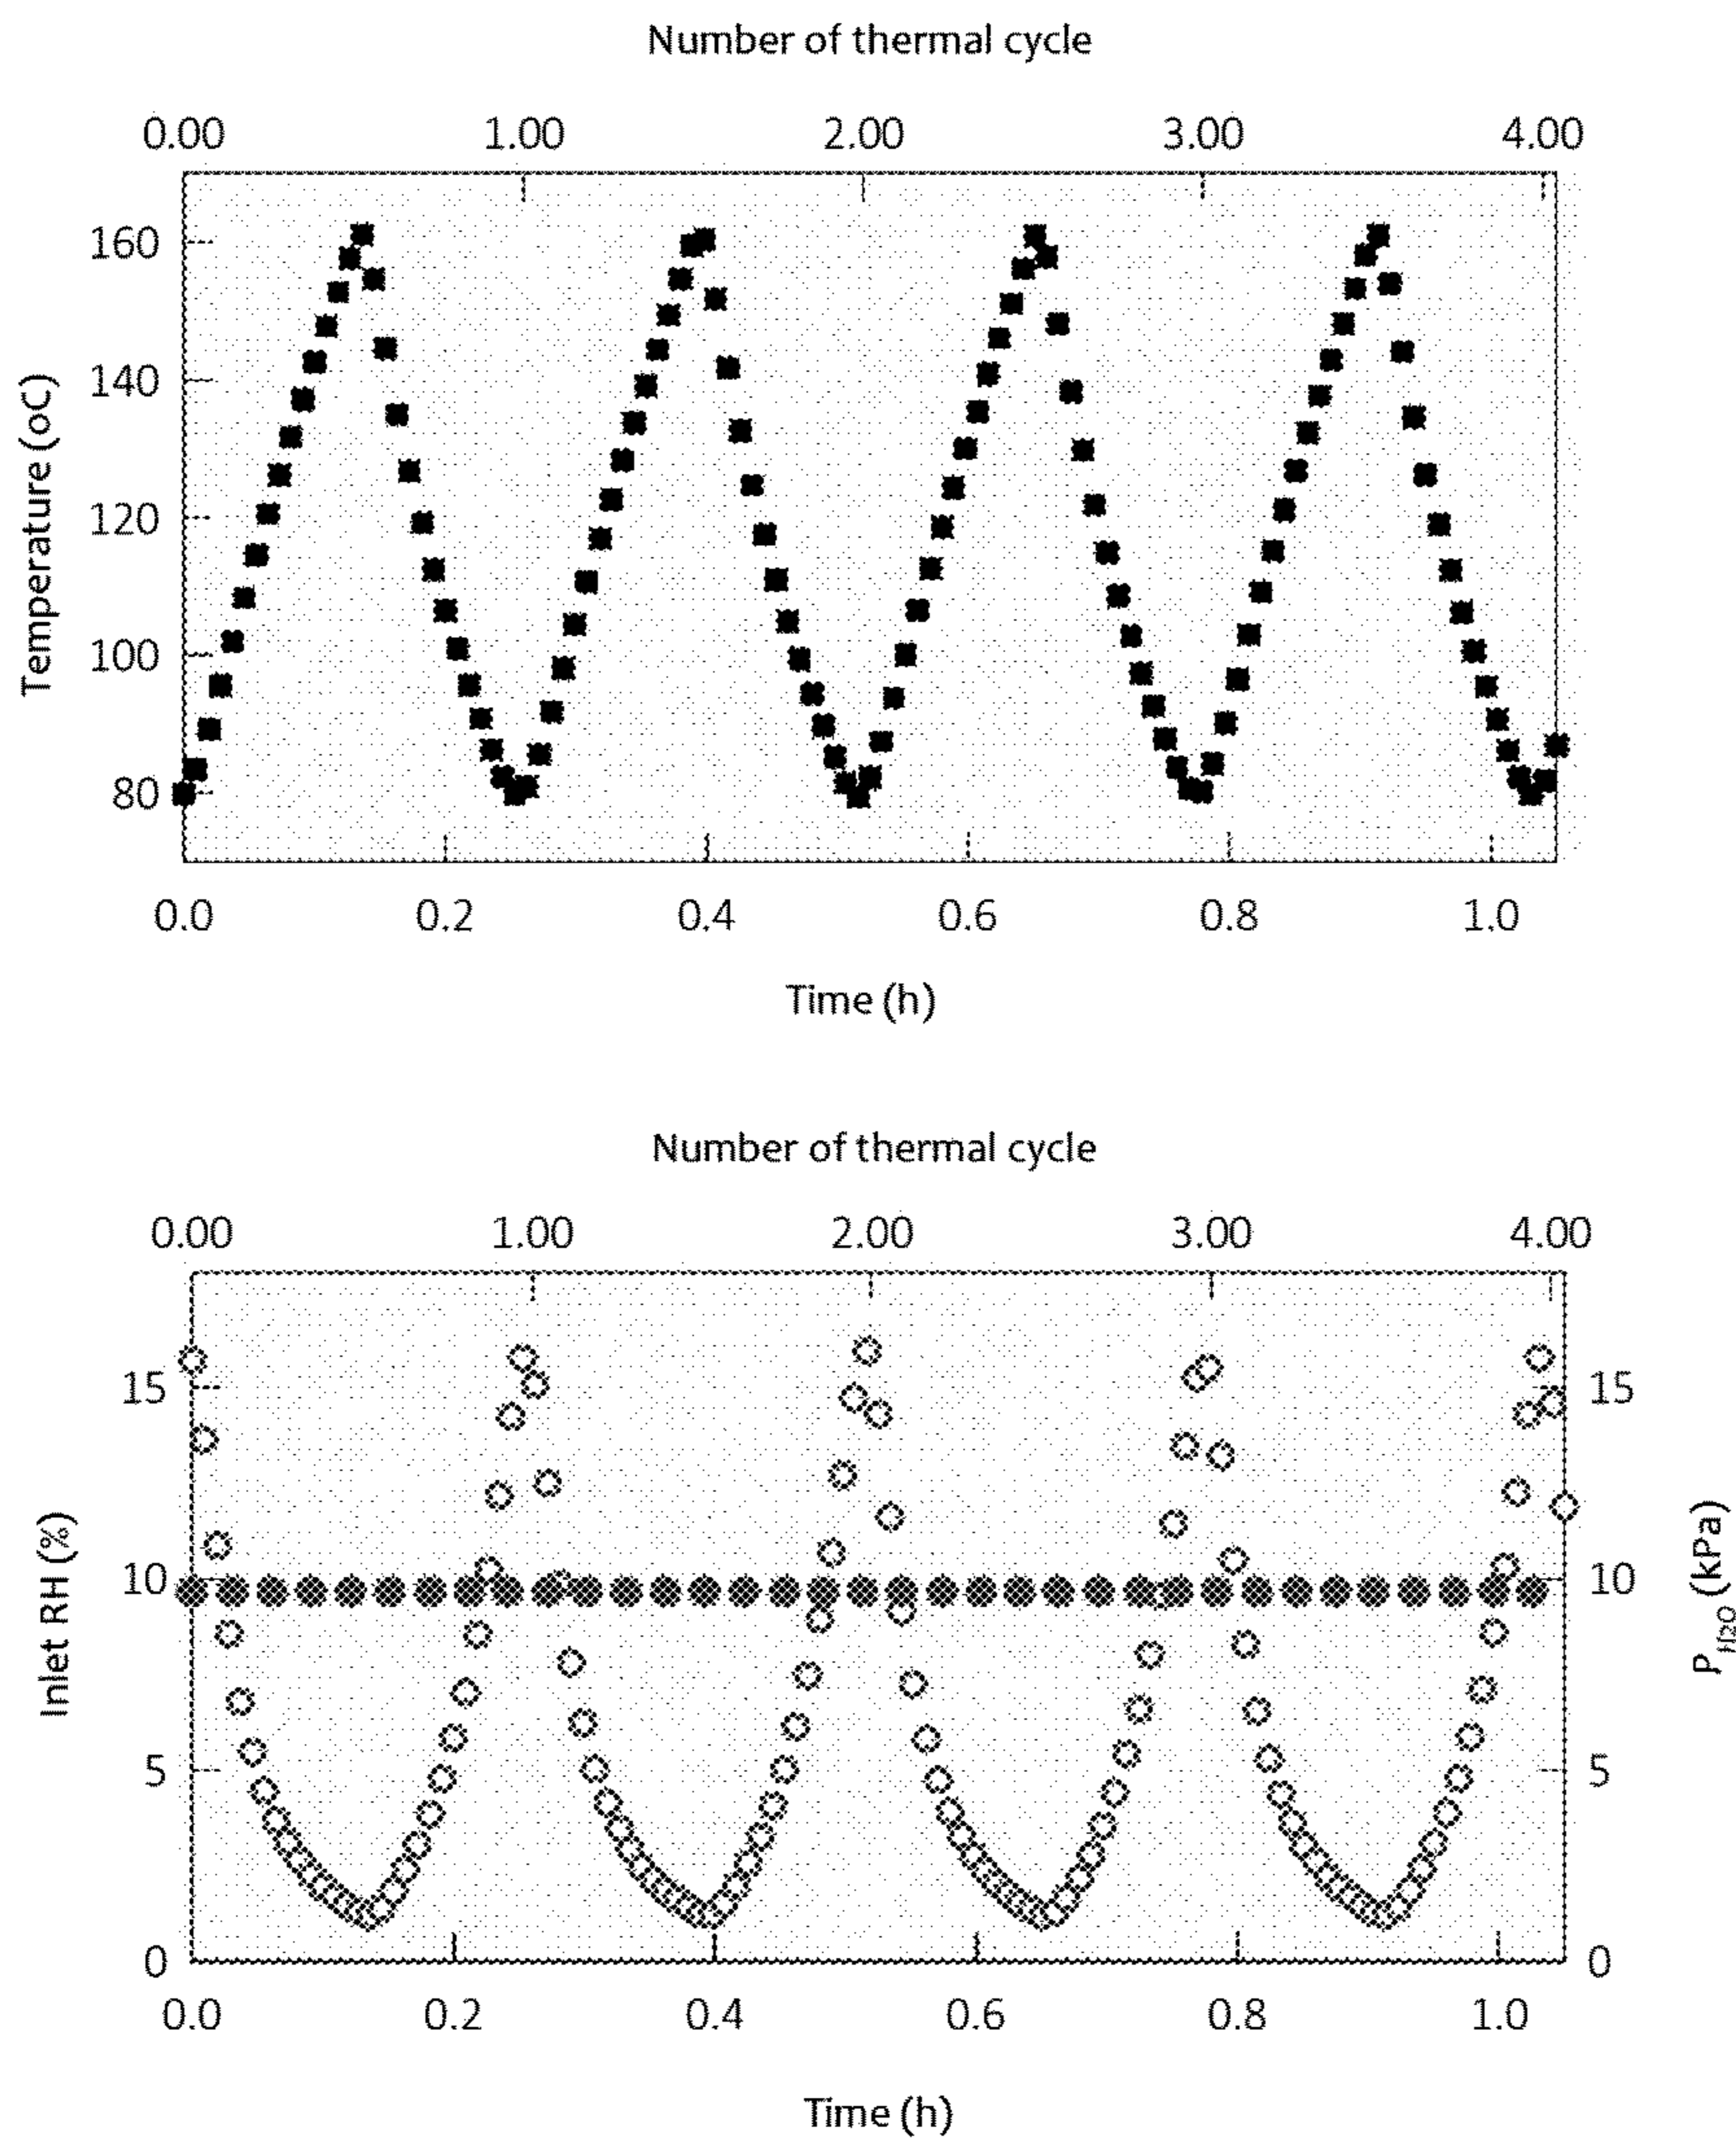 Number of thermal cycle
0.00 1.00 2.00 3.00 4.00
160
140
120
100
80
Temperature (oC)
0.0 0.2 0.4 0.6 0.8 1.0
Time (h)
Number of thermal cycle
0.00 1.00 2.00 3.00 4.00
15 15
10 10
5 5
0 0
Inlet RH (%)
P_H2O (kPa)
0.0 0.2 0.4 0.6 0.8 1.0
Time (h)